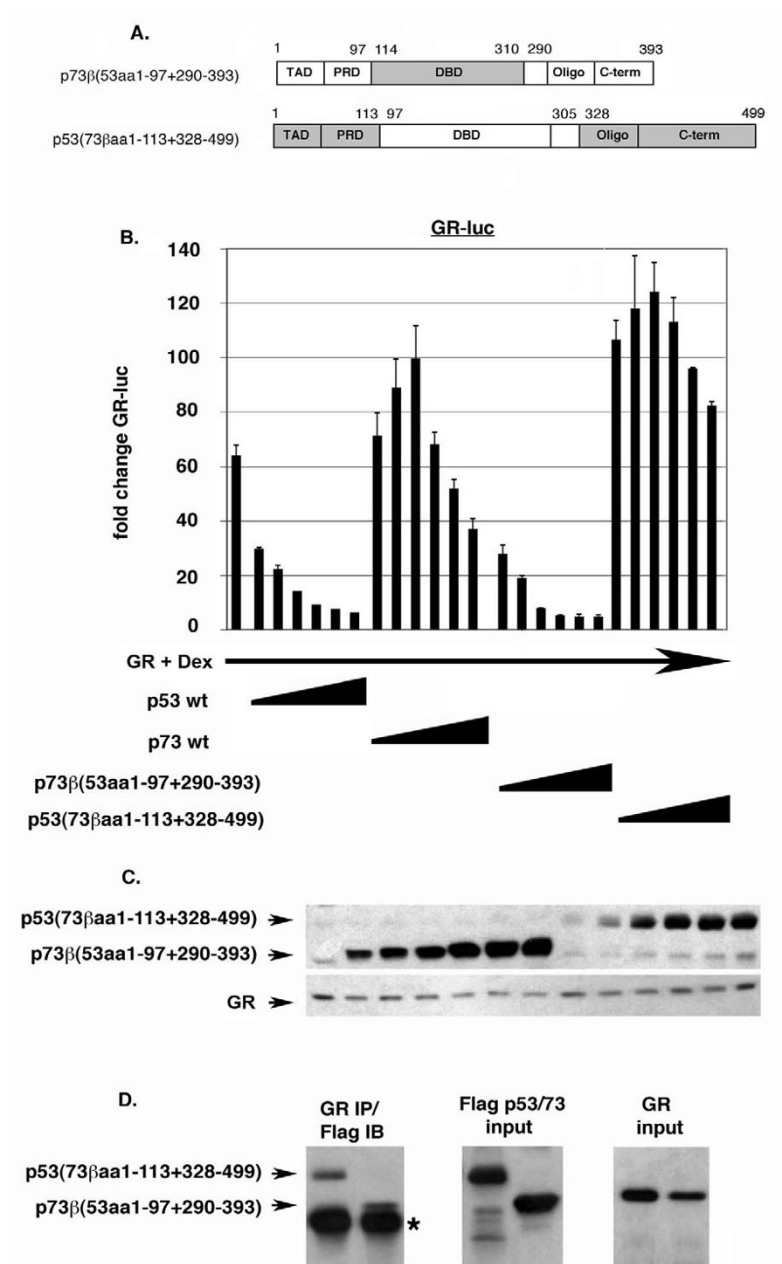 A.
1 97 114 310 290 393
p73β(53aa1-97+290-393) TAD PRD DBD Oligo C-term
1 113 97 305 328 499
p53(73βaa1-113+328-499) TAD PRD DBD Oligo C-term
B. GR-luc
140
120
100
80
60
40
20
0
fold change GR-luc
GR + Dex
p53 wt
p73 wt
p73β(53aa1-97+290-393)
p53(73βaa1-113+328-499)
C.
p53(73βaa1-113+328-499)
p73β(53aa1-97+290-393)
GR
D.
GR IP/ Flag p53/73 GR
Flag IB input input
p53(73βaa1-113+328-499)
p73β(53aa1-97+290-393) *